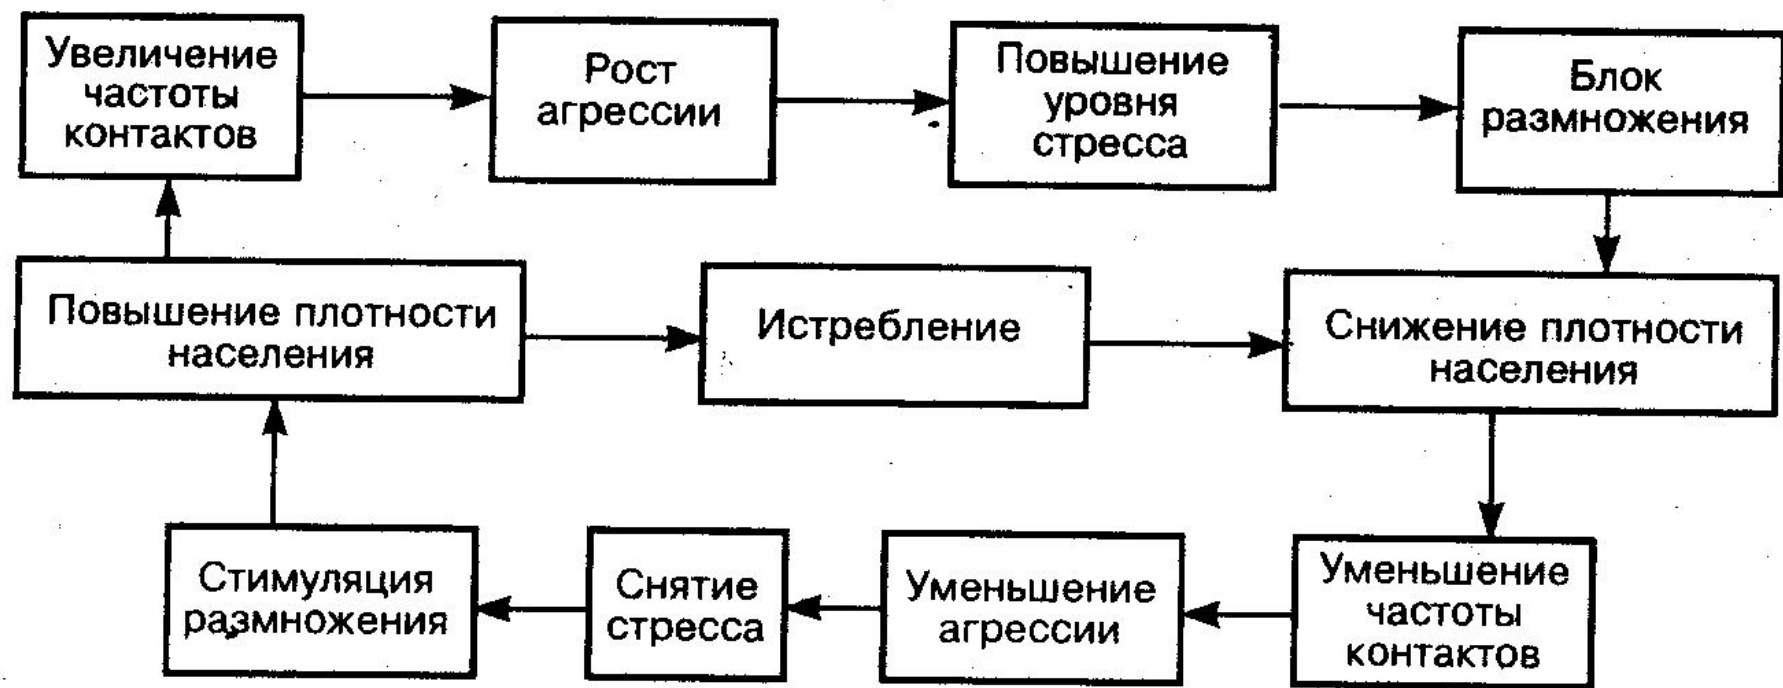 Увеличение
частоты
контактов
Рост
агрессии
Повышение
уровня
стресса
Блок
размножения
Повышение плотности
населения
Истребление
Снижение плотности
населения
Стимуляция
размножения
Снятие
стресса
Уменьшение
агрессии
Уменьшение
частоты
контактов